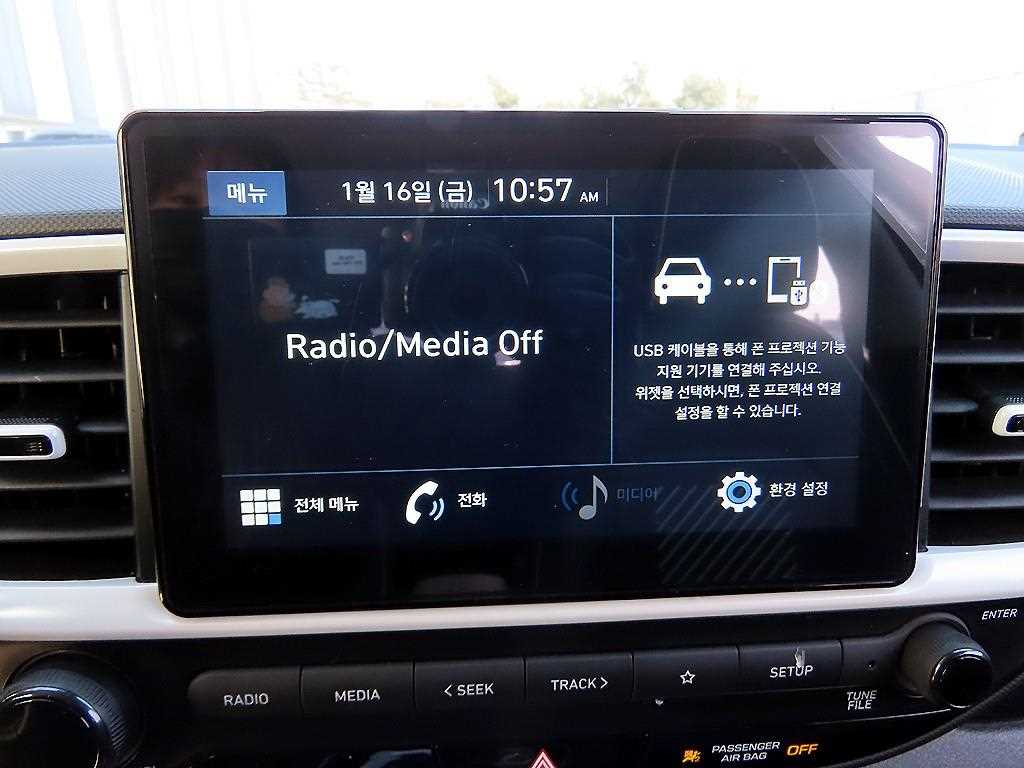 메뉴 1월 16일 (금) 10:57 AM
Radio/Media Off
USB 케이블을 통해 폰 프로젝션 기능
지원 기기를 연결해 주십시오.
위젯을 선택하시면, 폰 프로젝션 연결
설정을 할 수 있습니다.
전체 메뉴 전화 미디어 환경 설정
ENTER
RADIO MEDIA < SEEK TRACK > ☆ SETUP
TUNE
FILE
PASSENGER
AIR BAG OFF